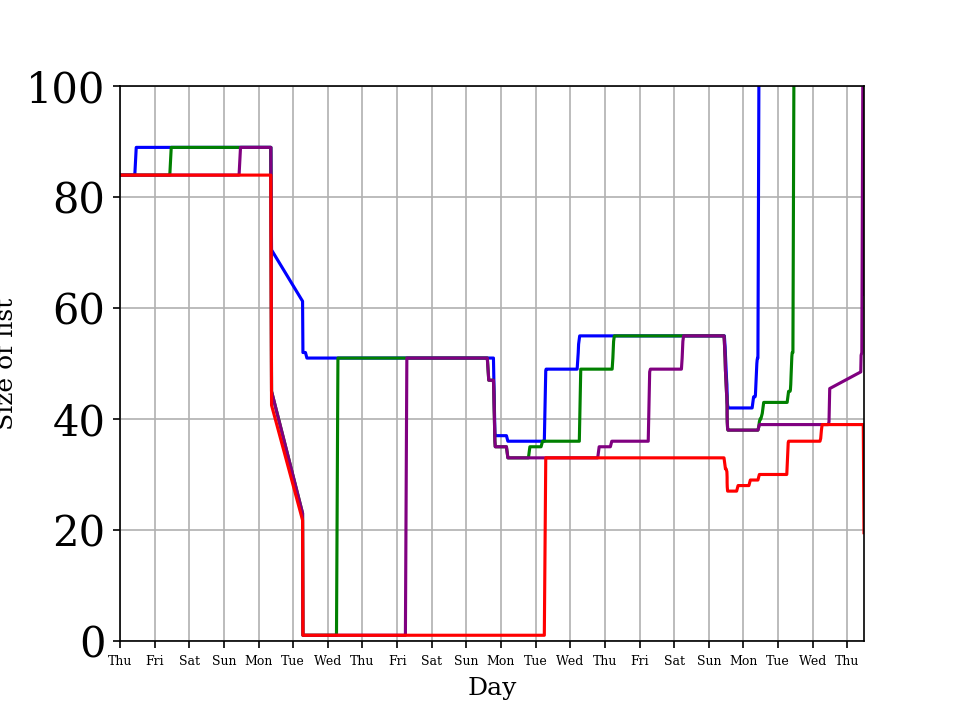 100
80
60
40
20
0
Size of list
Thu Fri Sat Sun Mon Tue Wed Thu Fri Sat Sun Mon Tue Wed Thu Fri Sat Sun Mon Tue Wed Thu
Day